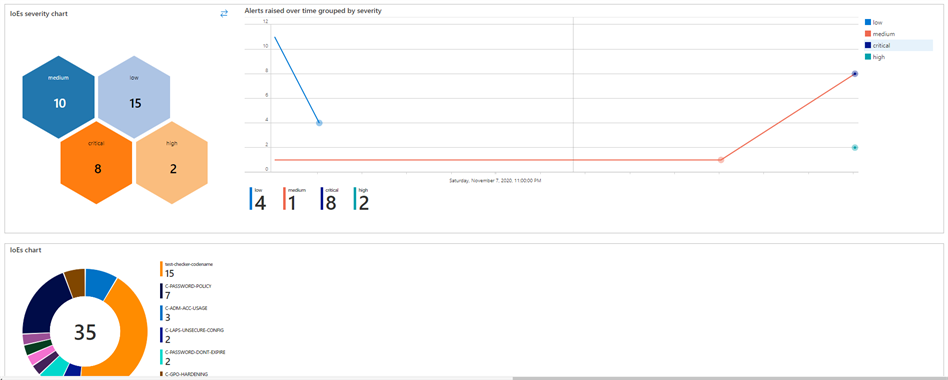 IoEs severity chart
medium
10
low
15
critical
8
high
2
Alerts raised over time grouped by severity
12
10
8
6
4
2
0
Saturday, November 7, 2020, 11:00:00 PM
low
medium
critical
high
low
4
medium
1
critical
8
high
2
IoEs chart
35
test-checker-codename
15
C-PASSWORD-POLICY
7
C-ADM-ACC-USAGE
3
C-LAPS-UNSECURE-CONFIG
2
C-PASSWORD-DONT-EXPIRE
2
C-GPO-HARDENING